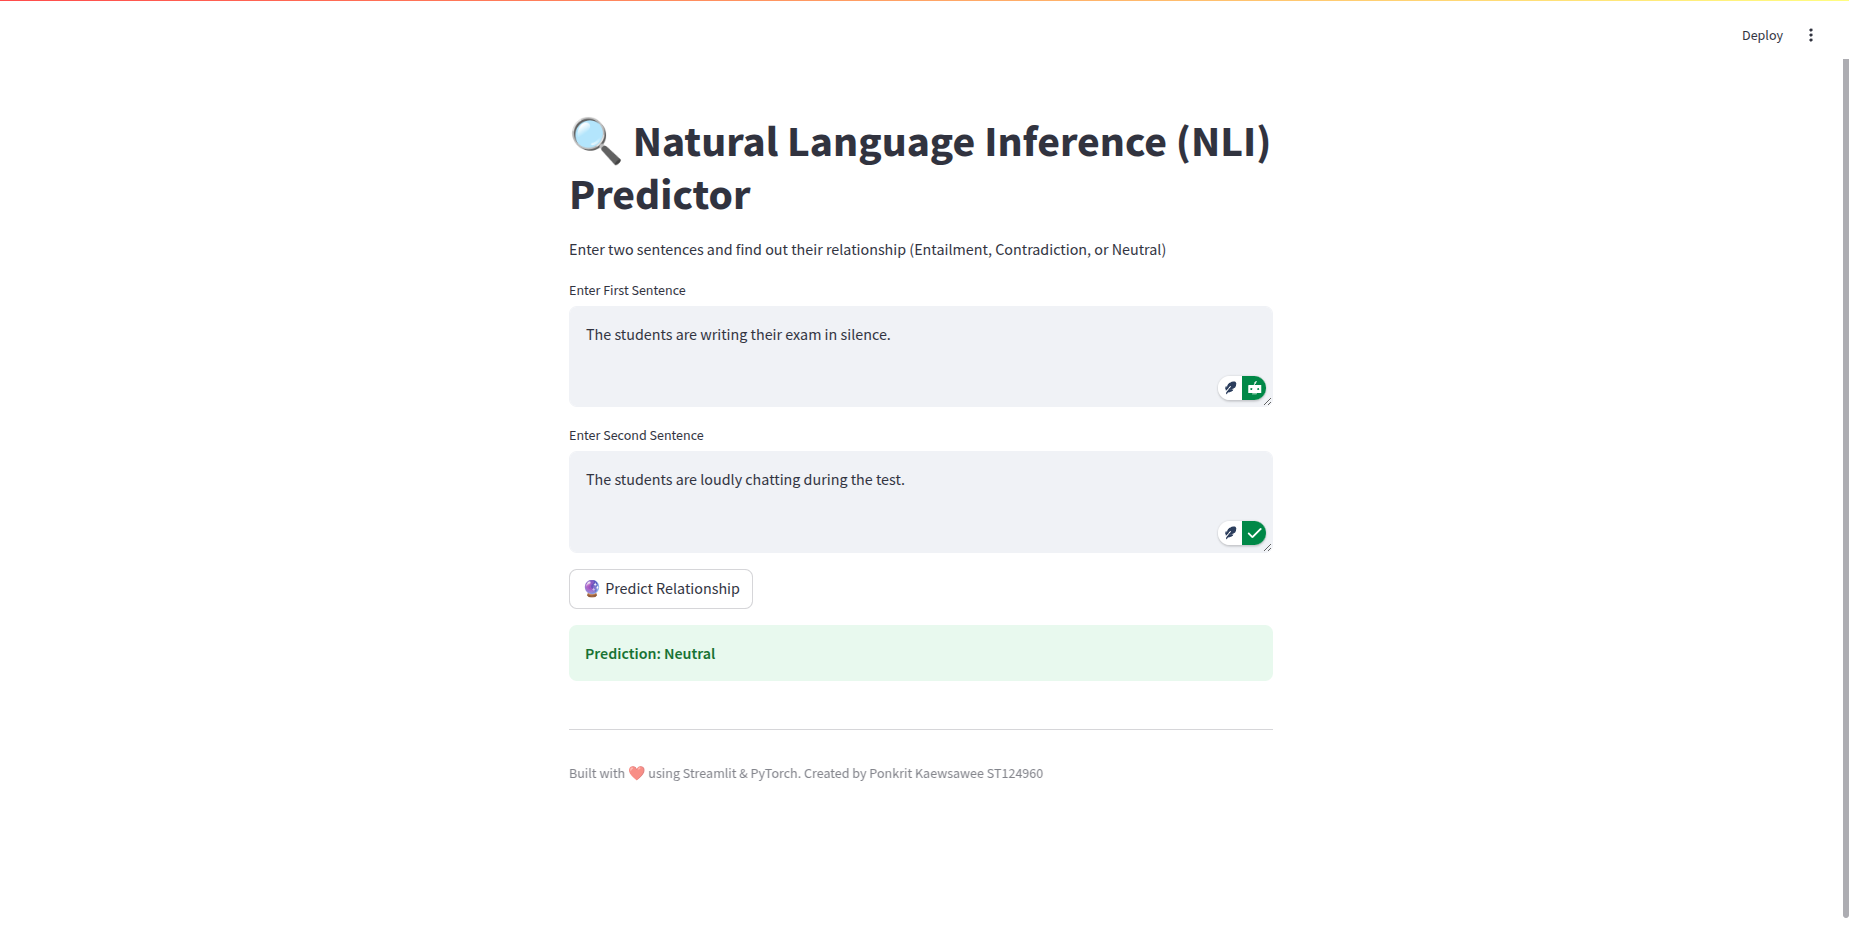 Deploy
🔍 Natural Language Inference (NLI)
Predictor
Enter two sentences and find out their relationship (Entailment, Contradiction, or Neutral)
Enter First Sentence
The students are writing their exam in silence.
Enter Second Sentence
The students are loudly chatting during the test.
🔮 Predict Relationship
Prediction: Neutral
Built with ❤️ using Streamlit & PyTorch. Created by Ponkrit Kaewsawee ST124960